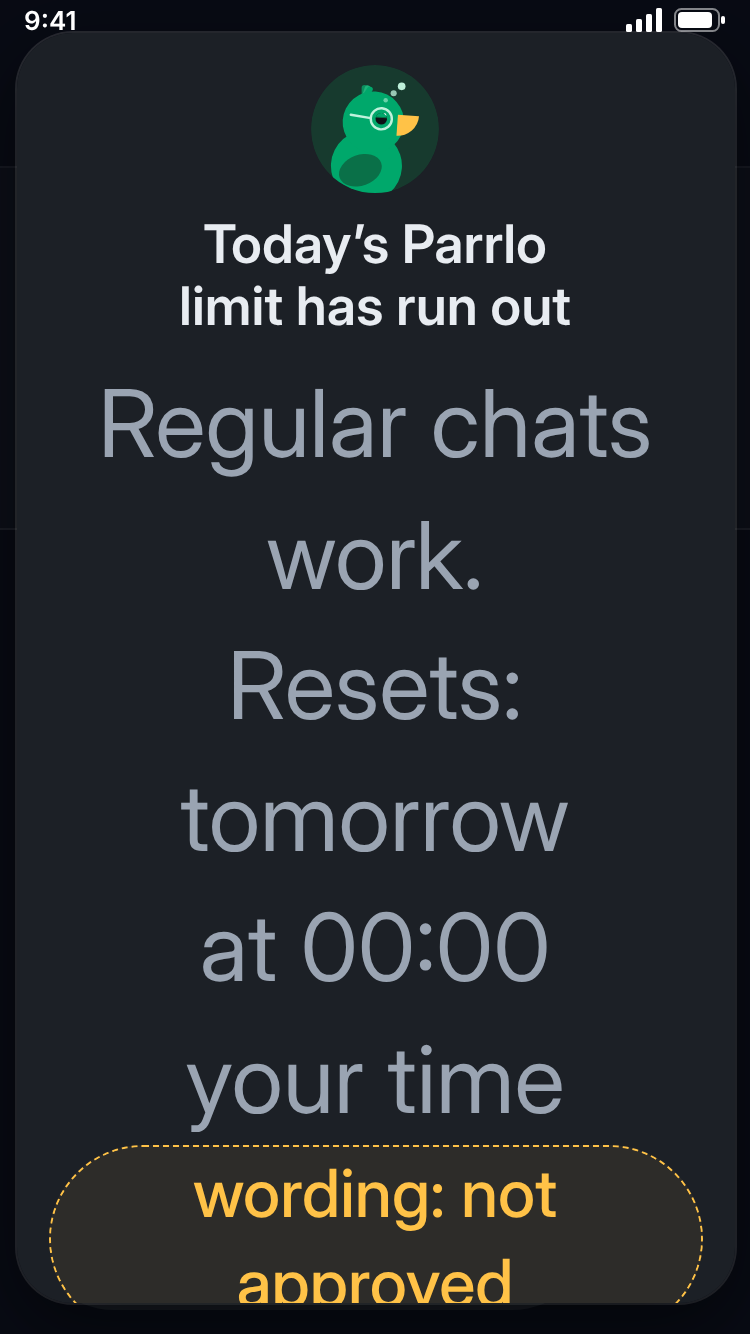 9:41
Today’s Parrlo
limit has run out
Regular chats
work.
Resets:
tomorrow
at 00:00
your time
wording: not
approved